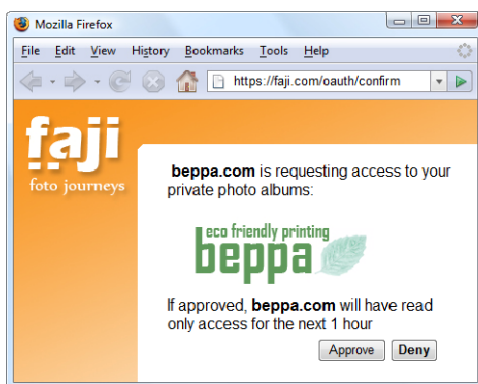 Mozilla Firefox
File Edit View History Bookmarks Tools Help
https://faji.com/oauth/confirm
faji
foto journeys
beppa.com is requesting access to your
private photo albums:
eco friendly printing
beppa
If approved, beppa.com will have read
only access for the next 1 hour
Approve Deny